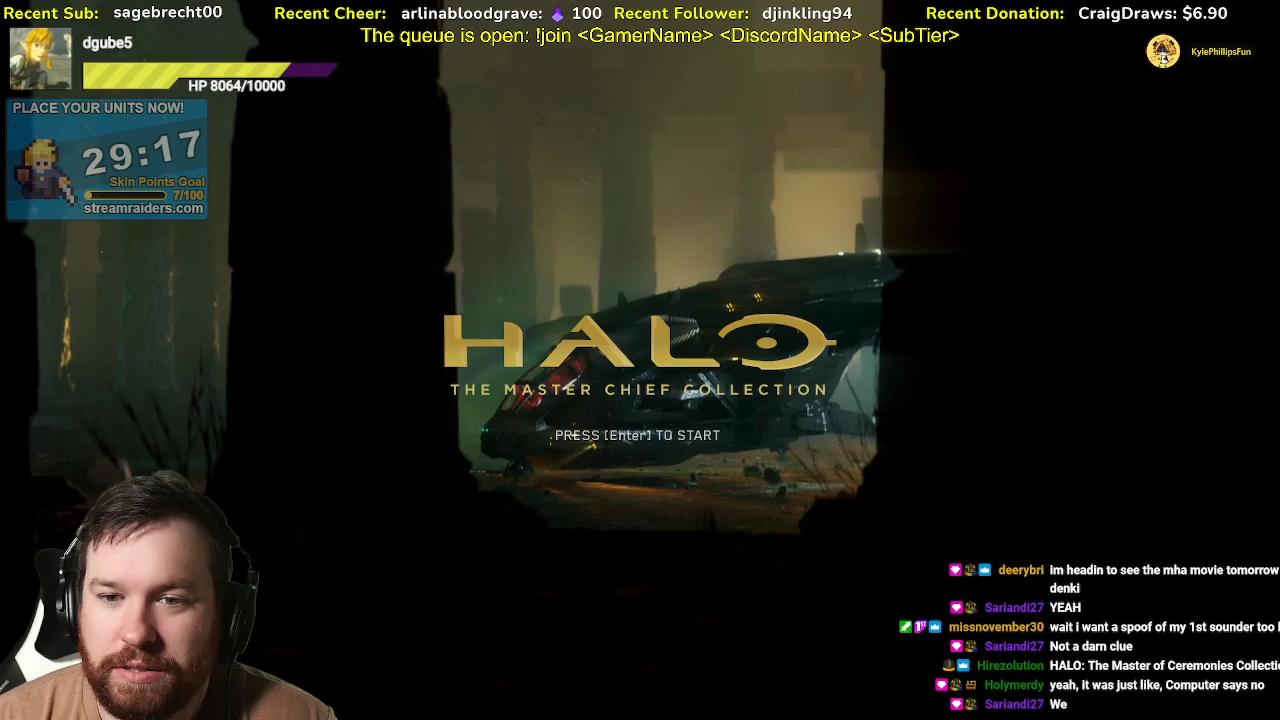 Recent Sub: sagebrecht00 Recent Cheer: arlinabloodgrave: 100 Recent Follower: djinkling94 Recent Donation: CraigDraws: $6.90
The queue is open: !join <GamerName> <DiscordName> <SubTier>
dgube5
HP 8064/10000
KylePhillipsFun
PLACE YOUR UNITS NOW!
29:17
Skin Points Goal
7/100
streamraiders.com
HALO
THE MASTER CHIEF COLLECTION
PRESS [Enter] TO START
deerybri im headin to see the mha movie tomorrow
denki
Sariandi27 YEAH
missnovember30 wait i want a spoof of my 1st sounder too
Sariandi27 Not a darn clue
Hirezolution HALO: The Master of Ceremonies Collecti
Holymerdy yeah, it was just like, Computer says no
Sariandi27 We